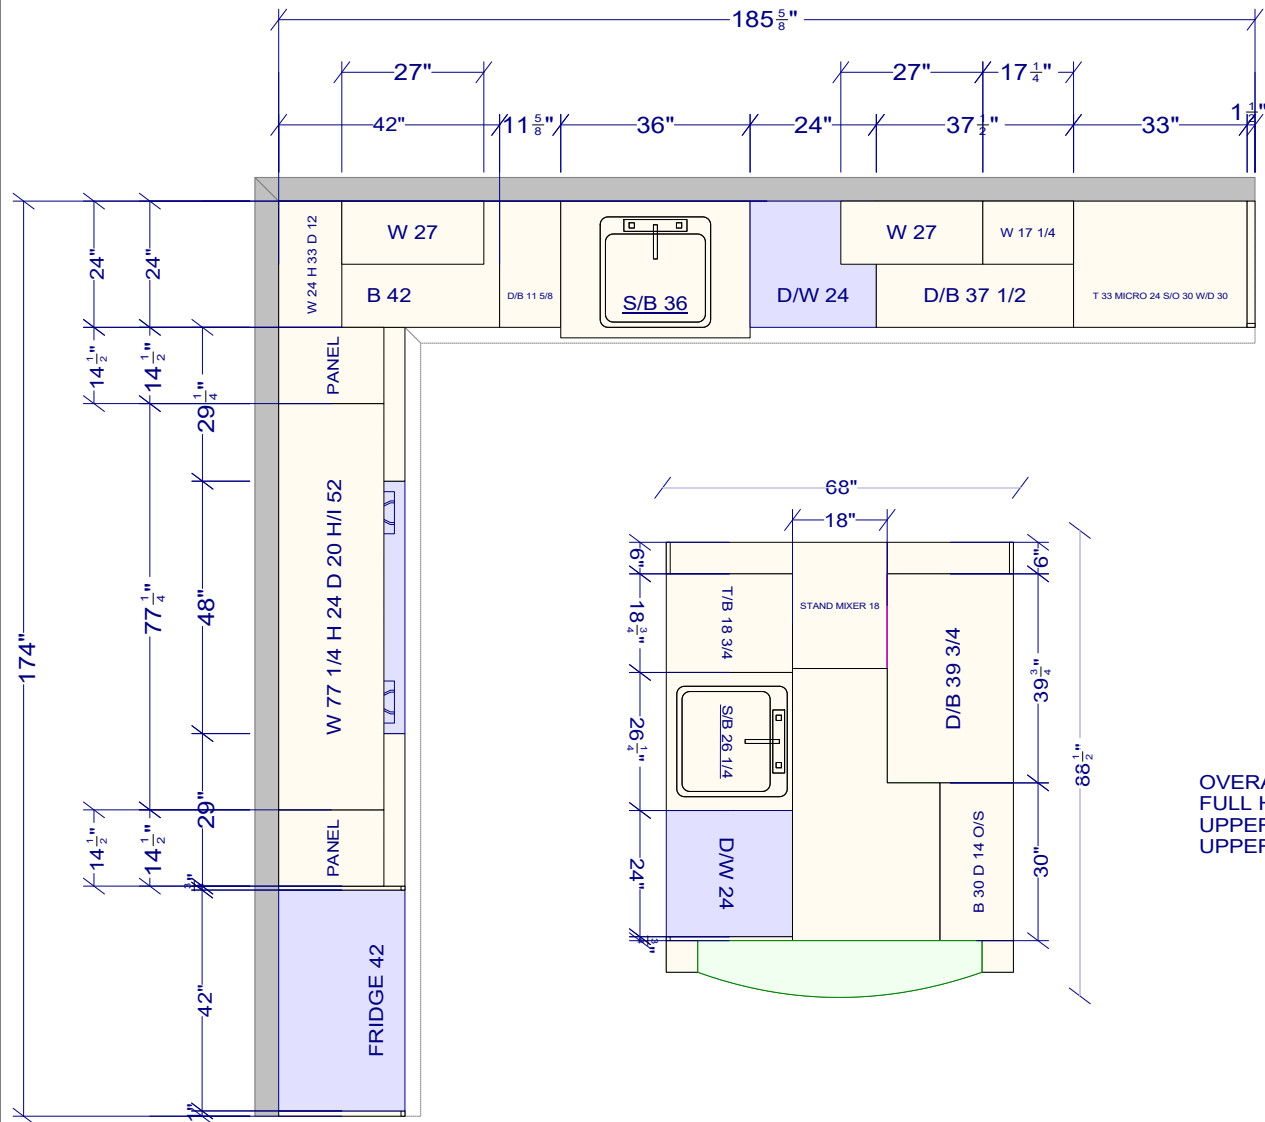 185 5/8"
27"
27"
17 1/4"
42"
11 5/8"
36"
24"
37 1/2"
33"
1 1/2"
W 24 H 33 D 12
W 27
B 42
D/B 11 5/8
S/B 36
D/W 24
W 27
W 17 1/4
D/B 37 1/2
T 33 MICRO 24 S/O 30 W/D 30
24"
24"
14 1/2"
14 1/2"
29 1/4"
PANEL
174"
77 1/4"
48"
W 77 1/4 H 24 D 20 H/I 52
29"
14 1/2"
14 1/2"
PANEL
42"
FRIDGE 42
1"
68"
18"
6"
6"
18 3/4"
T/B 18 3/4
STAND MIXER 18
D/B 39 3/4
39 3/4"
26 1/4"
S/B 26 1/4
88 1/2"
24"
D/W 24
B 30 D 14 O/S
30"
OVERA
FULL H
UPPER
UPPER